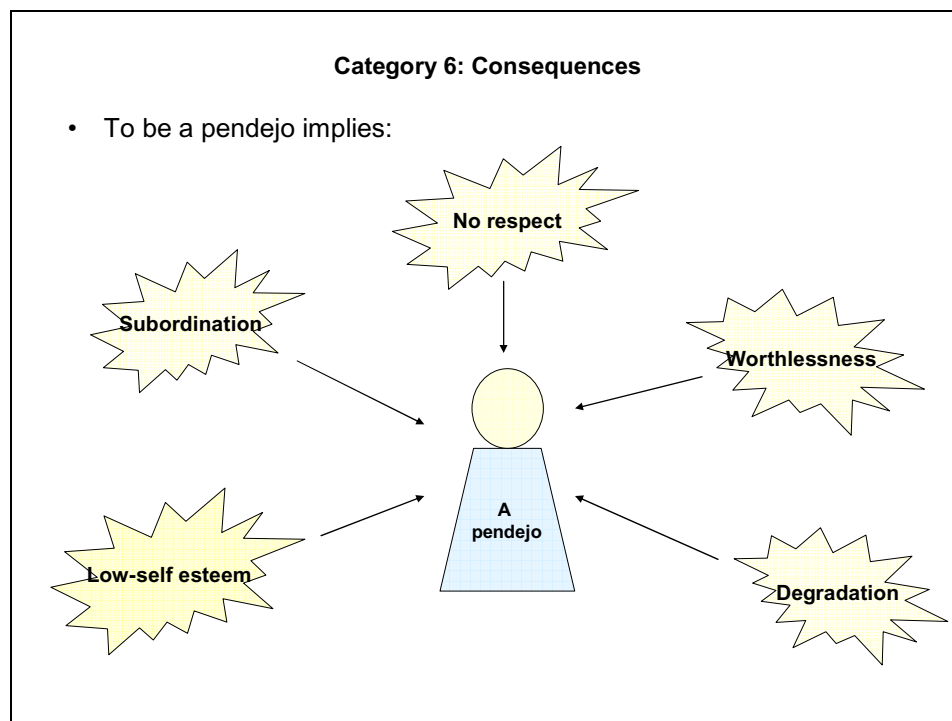 Category 6: Consequences
• To be a pendejo implies:
No respect
Subordination
Worthlessness
A
pendejo
Low-self esteem
Degradation